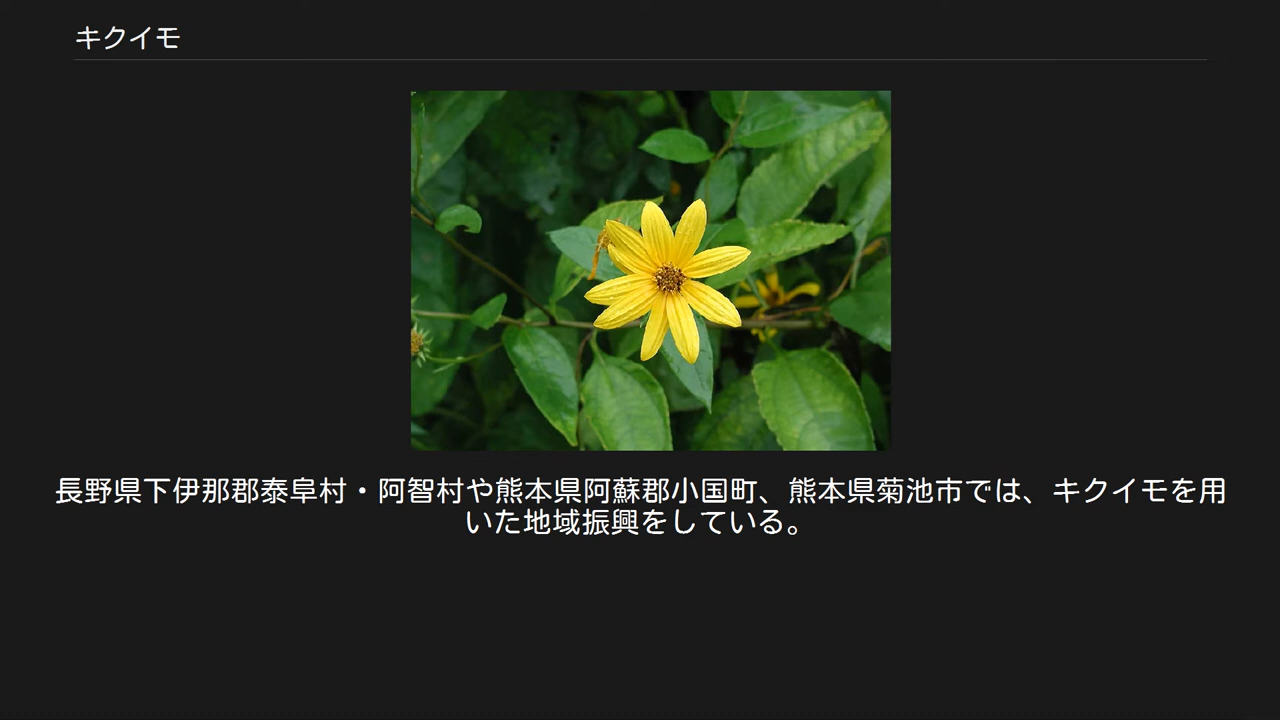 キクイモ
長野県下伊那郡泰阜村・阿智村や熊本県阿蘇郡小国町、熊本県菊池市では、キクイモを用
いた地域振興をしている。